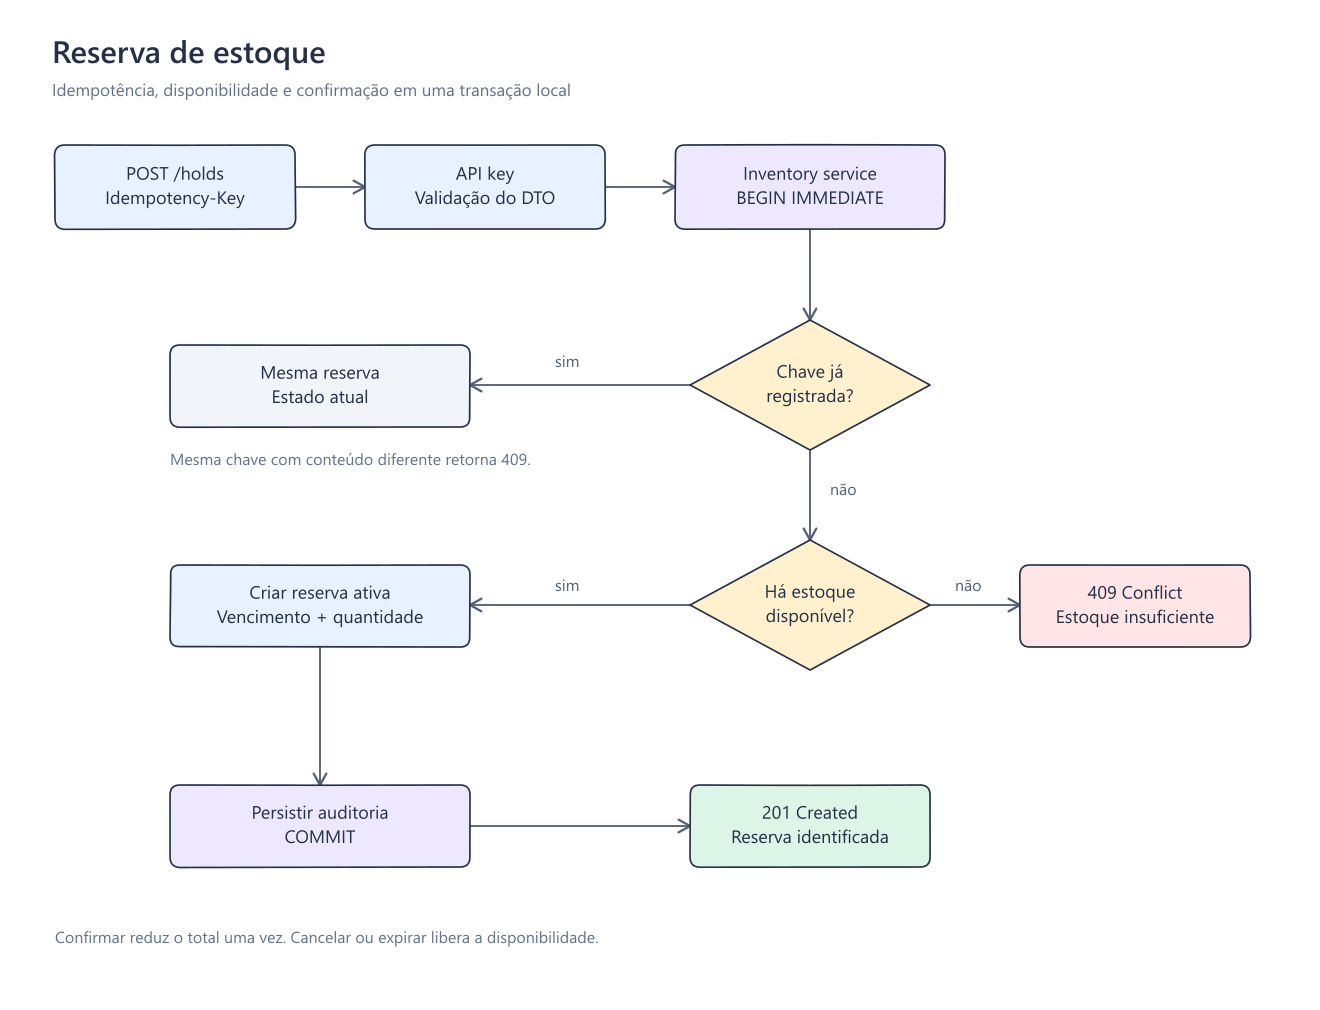 Reserva de estoque
Idempotência, disponibilidade e confirmação em uma transação local
POST /holds
Idempotency-Key
API key
Validação do DTO
Inventory service
BEGIN IMMEDIATE
Chave já
registrada?
sim
Mesma reserva
Estado atual
Mesma chave com conteúdo diferente retorna 409.
não
Há estoque
disponível?
sim
Criar reserva ativa
Vencimento + quantidade
não
409 Conflict
Estoque insuficiente
Persistir auditoria
COMMIT
201 Created
Reserva identificada
Confirmar reduz o total uma vez. Cancelar ou expirar libera a disponibilidade.